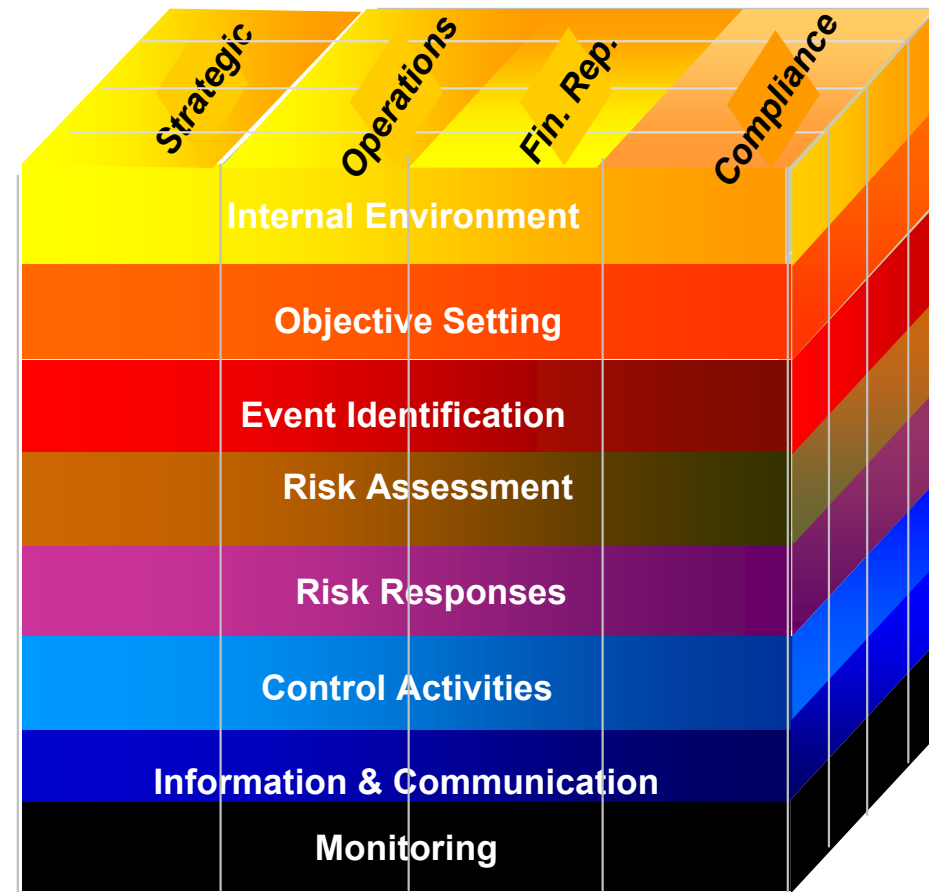 Strategic
Operations
Fin. Rep.
Compliance
Internal Environment
Objective Setting
Event Identification
Risk Assessment
Risk Responses
Control Activities
Information & Communication
Monitoring